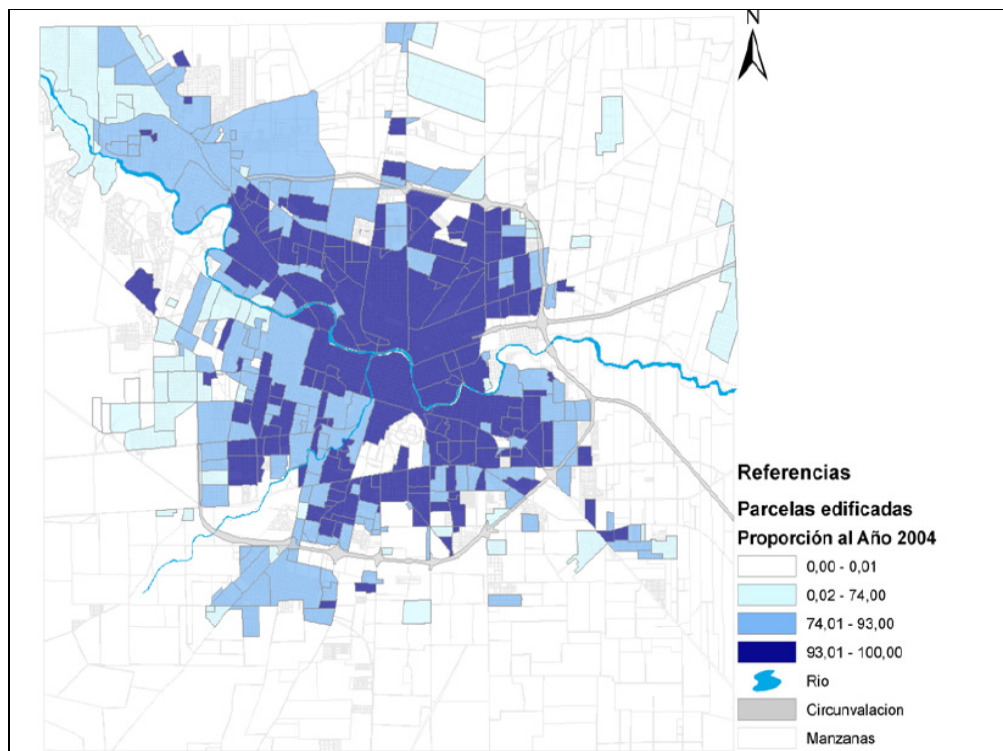 N
Referencias
Parcelas edificadas
Proporción al Año 2004
0,00 - 0,01
0,02 - 74,00
74,01 - 93,00
93,01 - 100,00
Rio
Circunvalacion
Manzanas